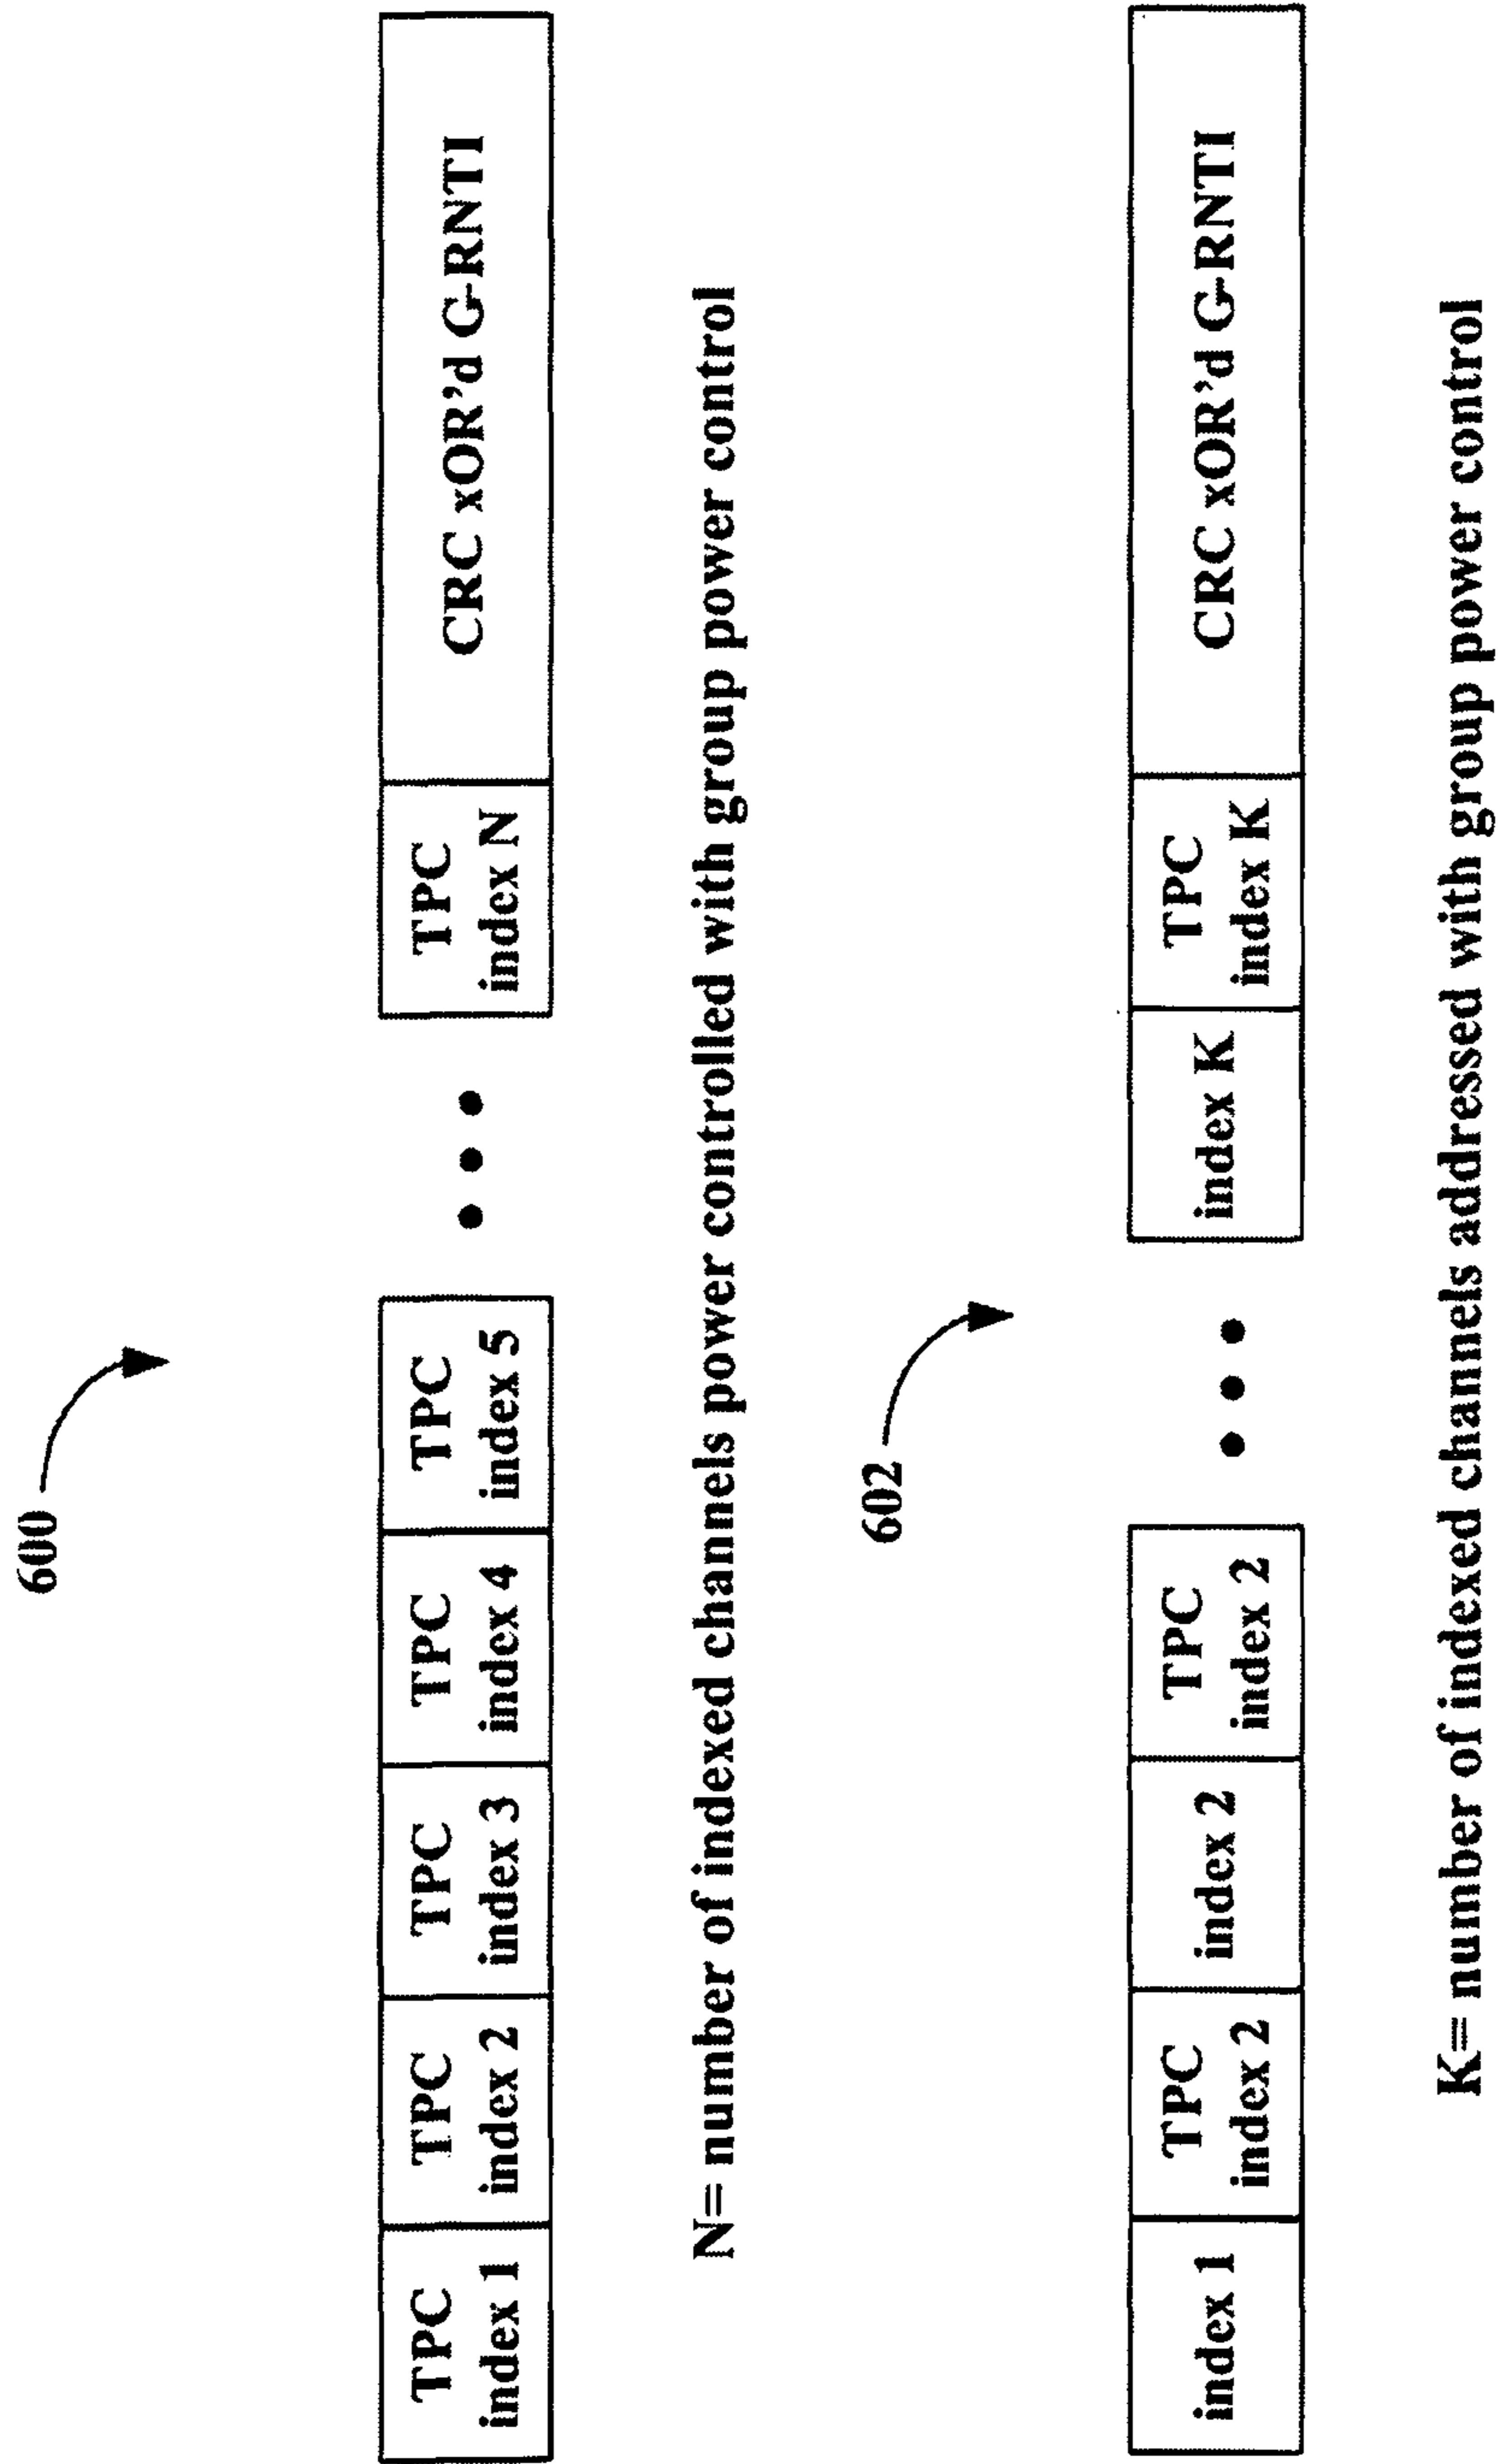 600
TPC
index 1
TPC
index 2
TPC
index 3
TPC
index 4
TPC
index 5
TPC
index N
CRC xOR'd G-RNTI
N= number of indexed channels power controlled with group power control
602
index 1
TPC
index 2
index 2
TPC
index 2
index K
TPC
index K
CRC xOR'd G-RNTI
K= number of indexed channels addressed with group power control